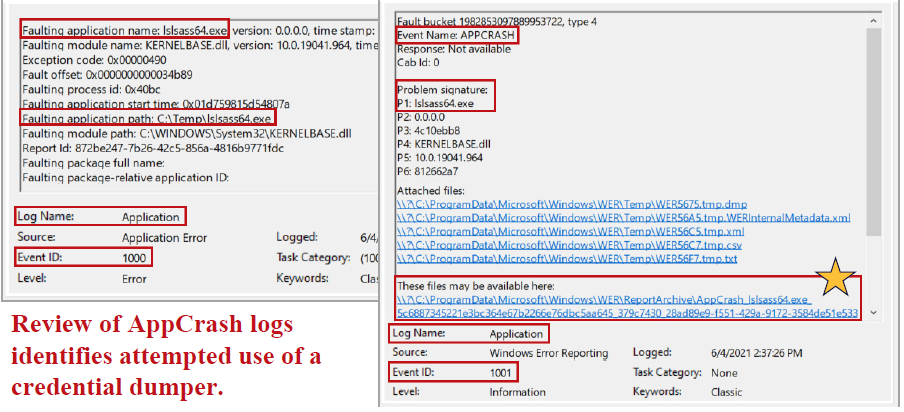 Faulting application name: lslsass64.exe, version: 0.0.0.0, time stamp:
Faulting module name: KERNELBASE.dll, version: 10.0.19041.964, time
Exception code: 0x00000490
Fault offset: 0x0000000000034b89
Faulting process id: 0x40bc
Faulting application start time: 0x01d759815d54807a
Faulting application path: C:\Temp\lslsass64.exe
Faulting module path: C:\WINDOWS\System32\KERNELBASE.dll
Report Id: 872be247-7b26-42c5-856a-4816b9771fdc
Faulting package full name:
Faulting package-relative application ID:
Log Name: Application
Source: Application Error Logged: 6/4/
Event ID: 1000 Task Category: (100
Level: Error Keywords: Classi
Review of AppCrash logs
identifies attempted use of a
credential dumper.
Fault bucket 1982853097889953722, type 4
Event Name: APPCRASH
Response: Not available
Cab Id: 0
Problem signature:
P1: lslsass64.exe
P2: 0.0.0.0
P3: 4c10ebb8
P4: KERNELBASE.dll
P5: 10.0.19041.964
P6: 812662a7
Attached files:
\\?\C:\ProgramData\Microsoft\Windows\WER\Temp\WER5675.tmp.dmp
\\?\C:\ProgramData\Microsoft\Windows\WER\Temp\WER56A5.tmp.WERInternalMetadata.xml
\\?\C:\ProgramData\Microsoft\Windows\WER\Temp\WER56C5.tmp.xml
\\?\C:\ProgramData\Microsoft\Windows\WER\Temp\WER56C7.tmp.csv
\\?\C:\ProgramData\Microsoft\Windows\WER\Temp\WER56F7.tmp.txt
These files may be available here:
\\?\C:\ProgramData\Microsoft\Windows\WER\ReportArchive\AppCrash_lslsass64.exe_
5c6887345221e3bc364e67b2266e76dbc5aa645_379c7430_28ad89e9-f551-429a-9172-3584de51e533
Log Name: Application
Source: Windows Error Reporting Logged: 6/4/2021 2:37:26 PM
Event ID: 1001 Task Category: None
Level: Information Keywords: Classic